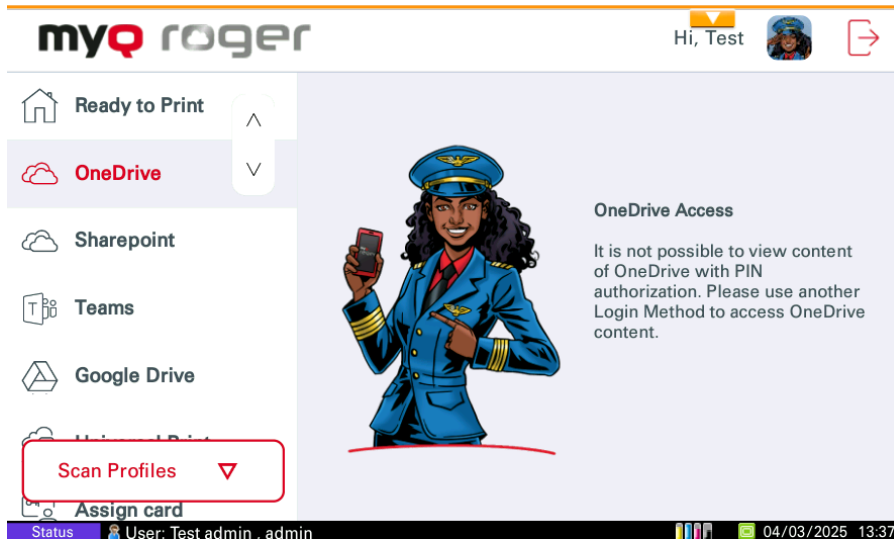 myQ roger
Hi, Test
Ready to Print
OneDrive
Sharepoint
Teams
Google Drive
Universal Print
Scan Profiles
Assign card
OneDrive Access
It is not possible to view content
of OneDrive with PIN
authorization. Please use another
Login Method to access OneDrive
content.
Status
User: Test admin , admin
04/03/2025 13:37